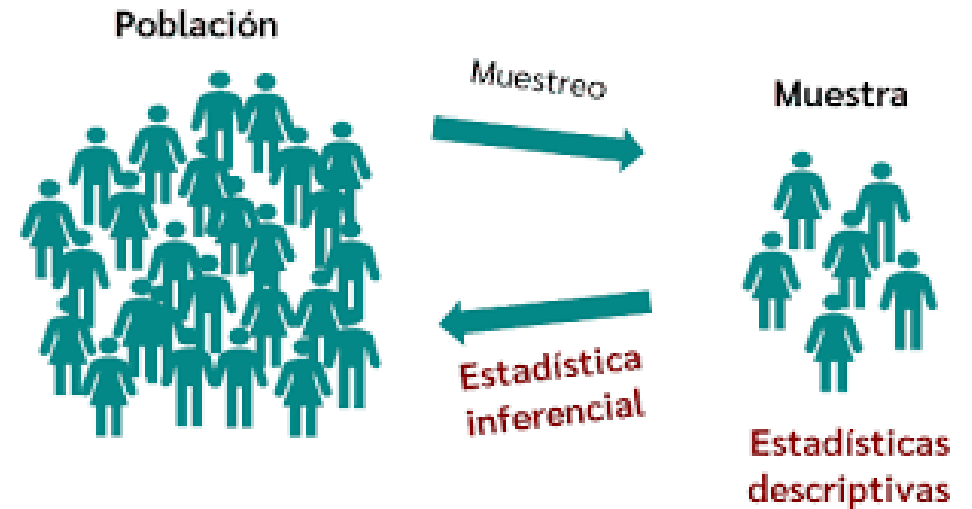 Población
Muestreo
Muestra
Estadística
inferencial
Estadísticas
descriptivas